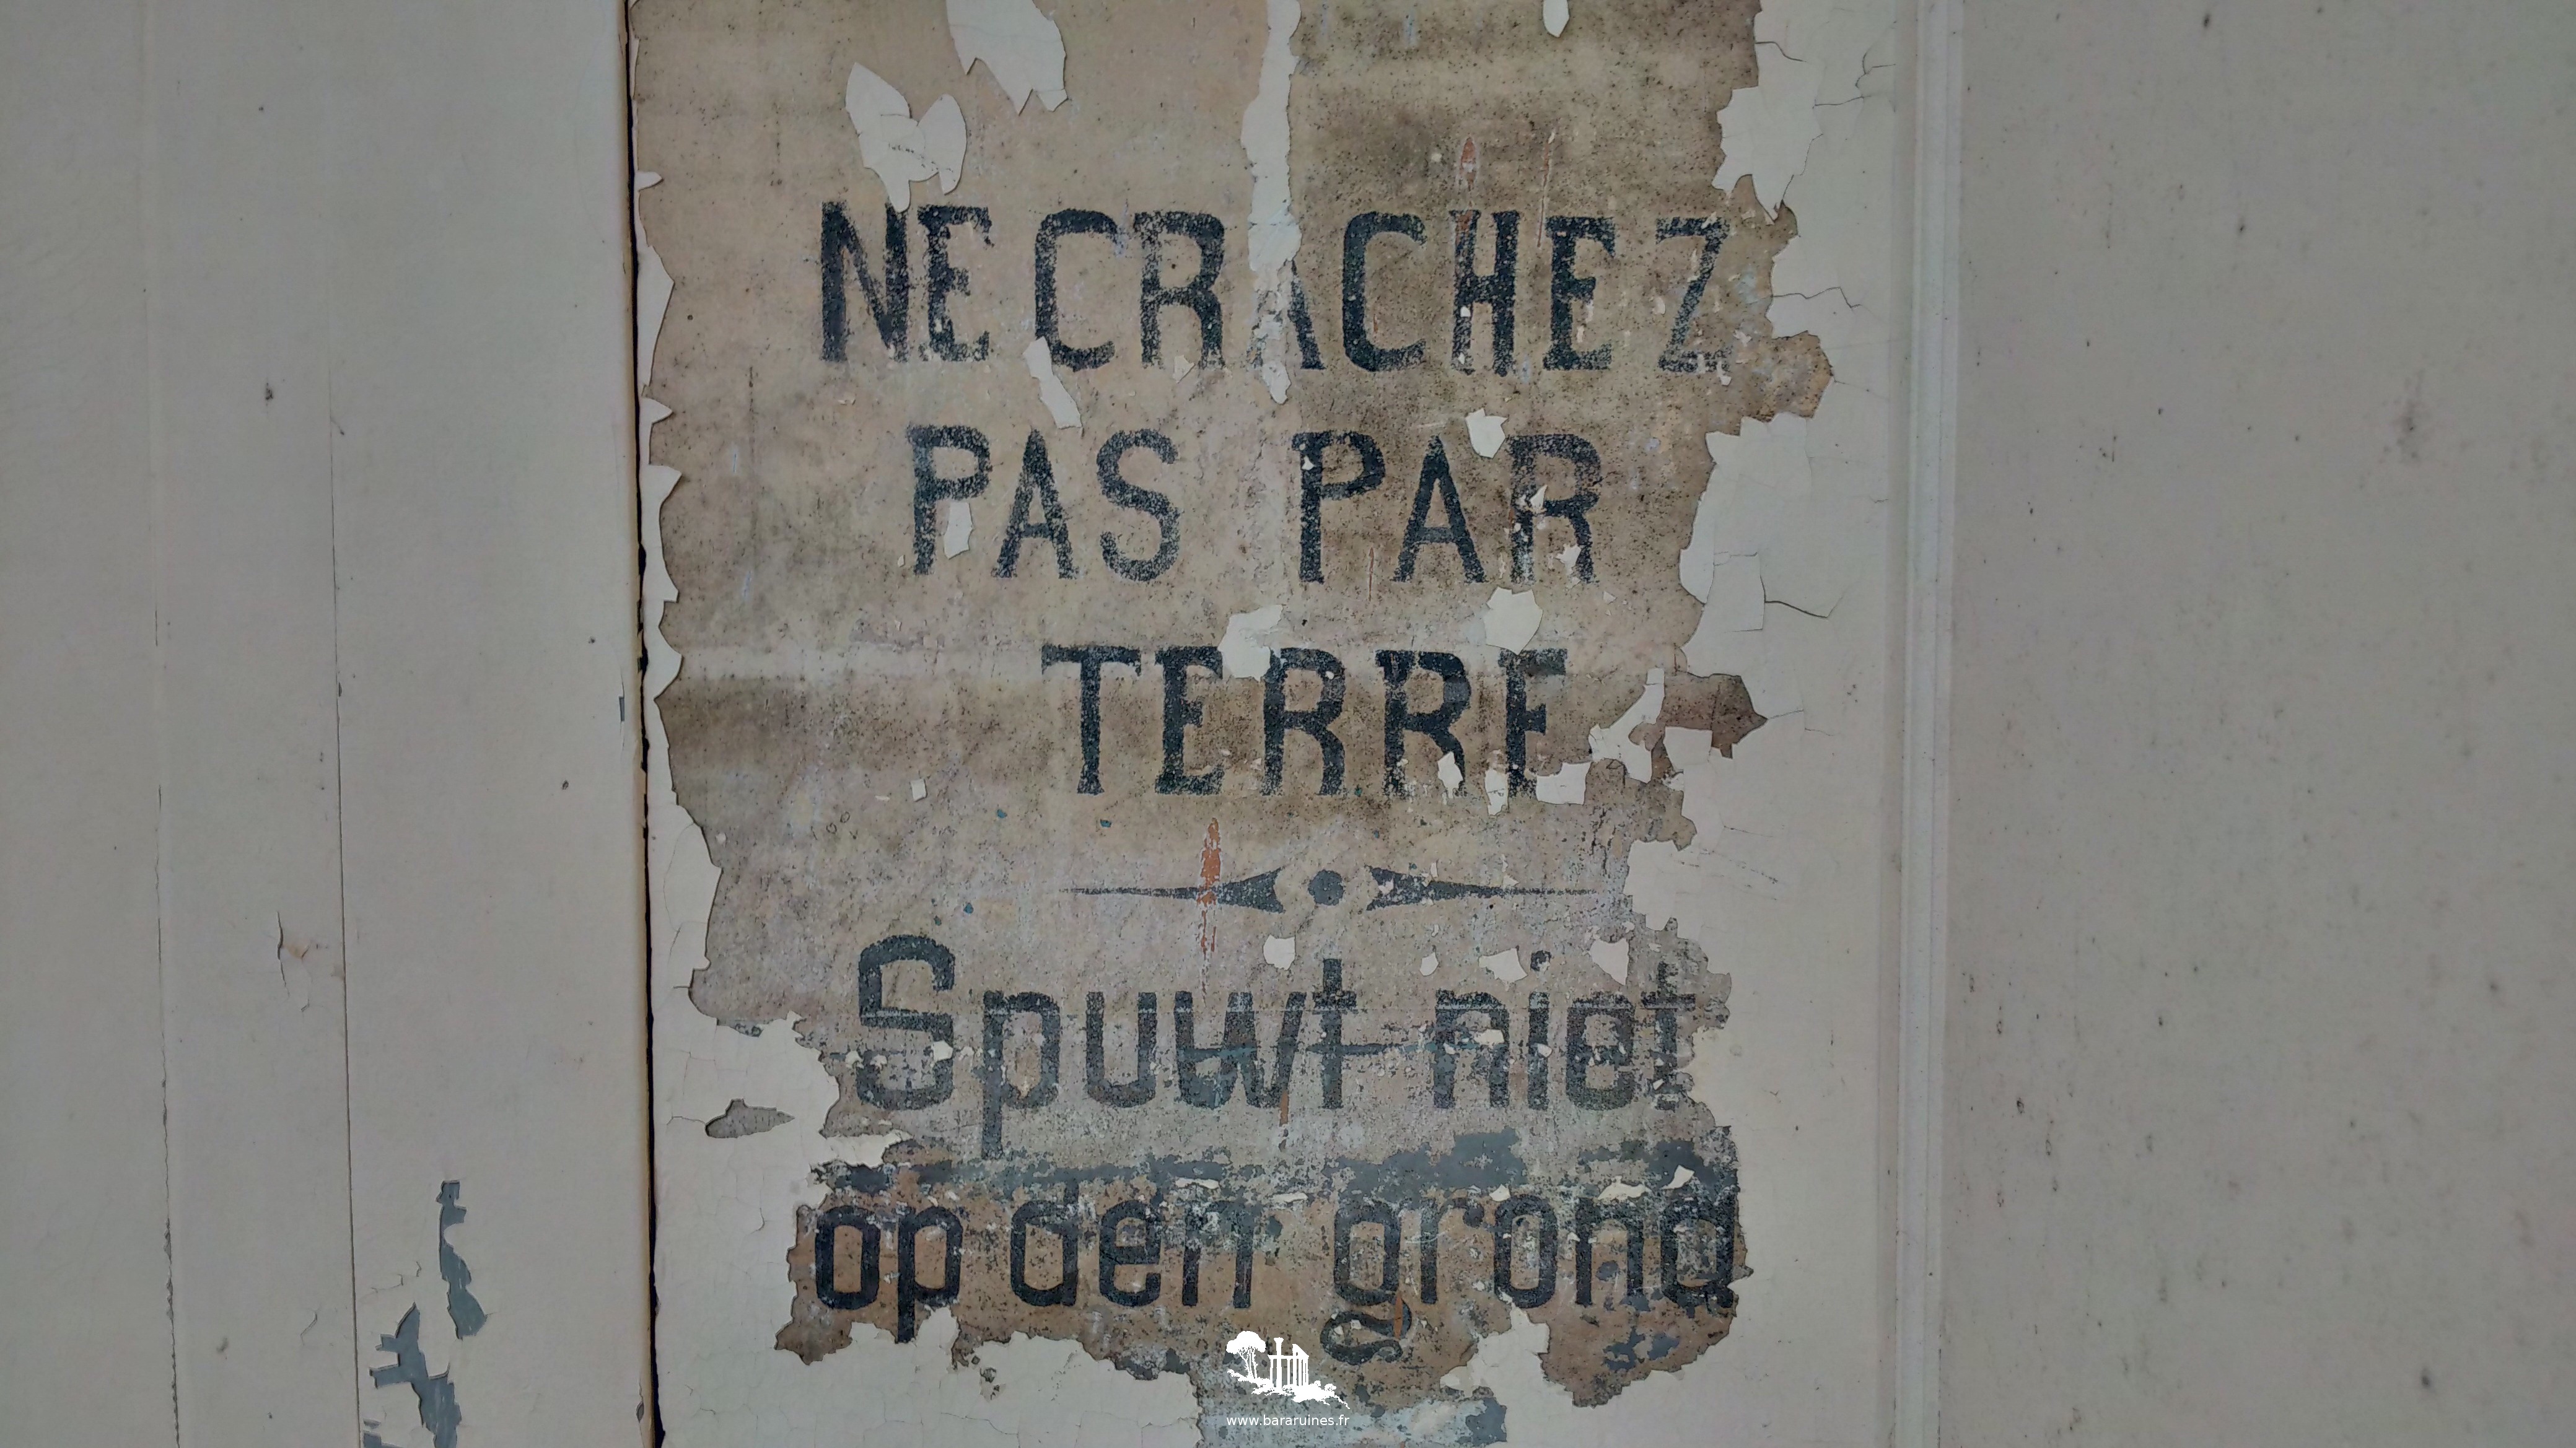 NE CRACHEZ
PAS PAR
TERRE
Spuwt niet
op den grond
www.bararuines.fr